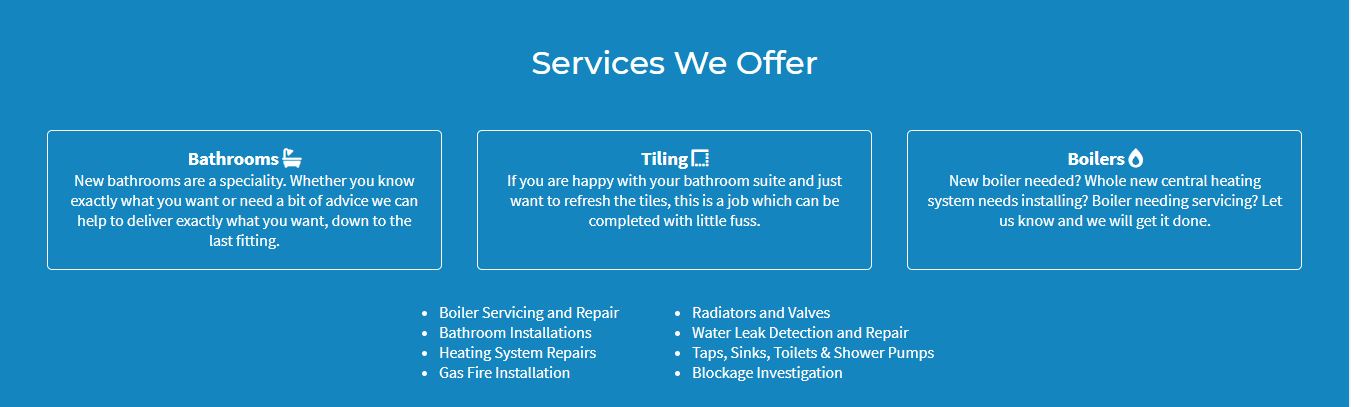 Services We Offer
Bathrooms
New bathrooms are a speciality. Whether you know
exactly what you want or need a bit of advice we can
help to deliver exactly what you want, down to the
last fitting.
Tiling
If you are happy with your bathroom suite and just
want to refresh the tiles, this is a job which can be
completed with little fuss.
Boilers
New boiler needed? Whole new central heating
system needs installing? Boiler needing servicing? Let
us know and we will get it done.
• Boiler Servicing and Repair
• Bathroom Installations
• Heating System Repairs
• Gas Fire Installation
• Radiators and Valves
• Water Leak Detection and Repair
• Taps, Sinks, Toilets & Shower Pumps
• Blockage Investigation